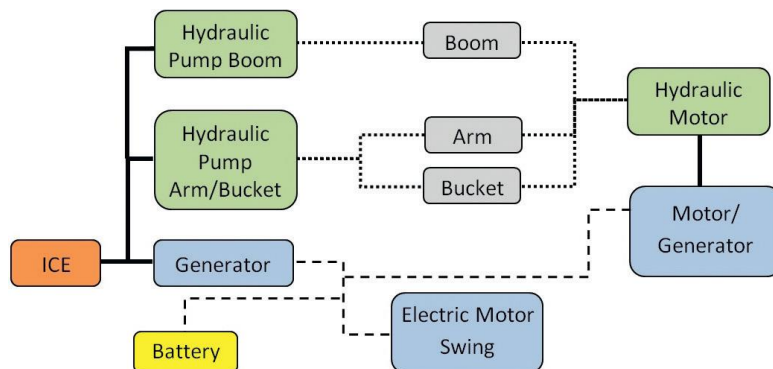 Hydraulic
Pump Boom
Boom
Hydraulic
Motor
Hydraulic
Pump
Arm/Bucket
Arm
Bucket
Motor/
Generator
ICE
Generator
Electric Motor
Swing
Battery